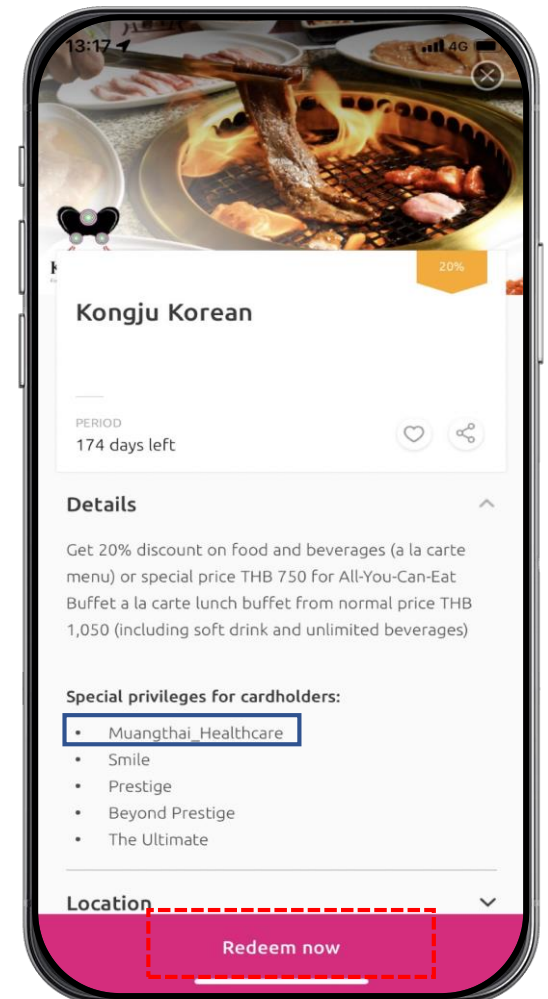 13:17
4G
20%
Kongju Korean
PERIOD
174 days left
Details
Get 20% discount on food and beverages (a la carte
menu) or special price THB 750 for All-You-Can-Eat
Buffet a la carte lunch buffet from normal price THB
1,050 (including soft drink and unlimited beverages)
Special privileges for cardholders:
• Muangthai_Healthcare
• Smile
• Prestige
• Beyond Prestige
• The Ultimate
Location
Redeem now